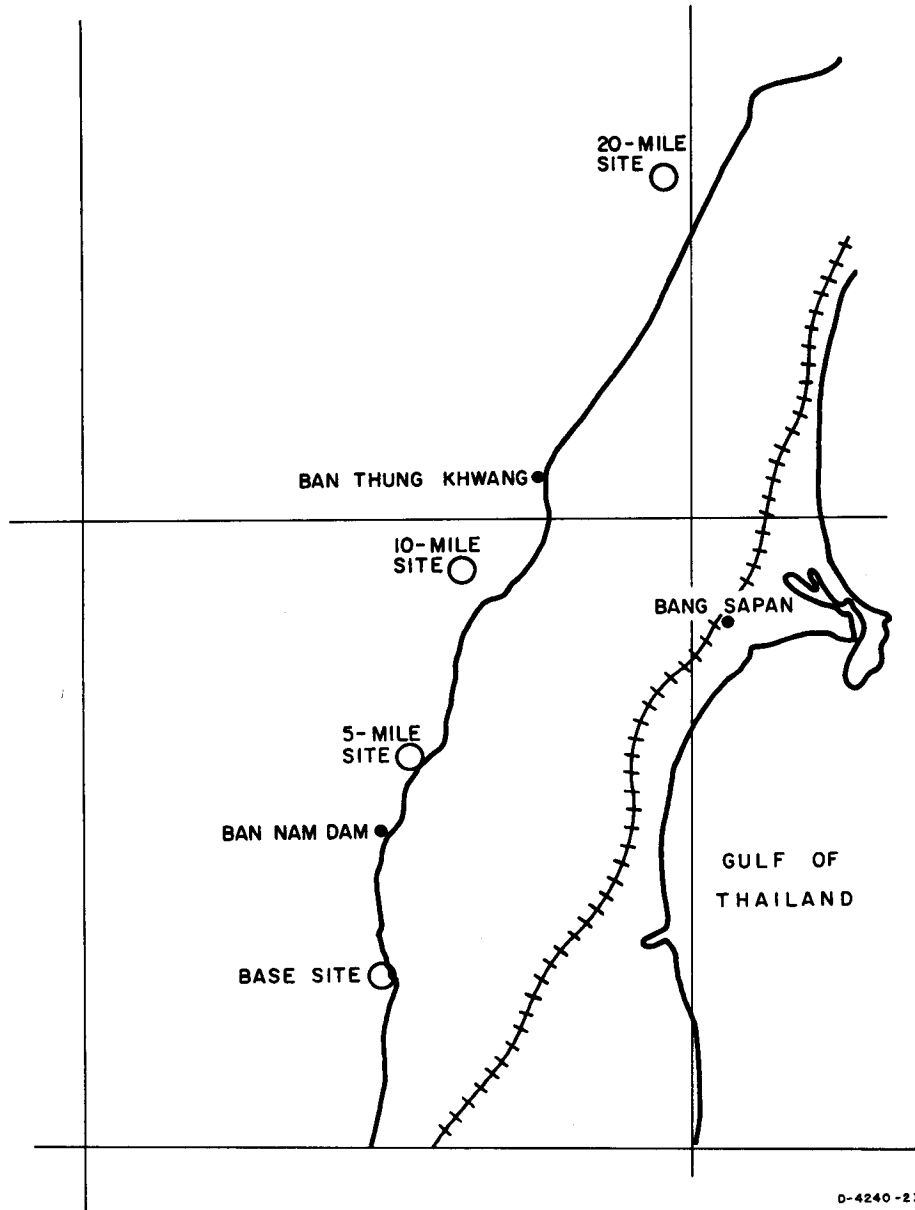 20-MILE
SITE
BAN THUNG KHWANG
10-MILE
SITE
BANG SAPAN
5-MILE
SITE
BAN NAM DAM
GULF OF
THAILAND
BASE SITE